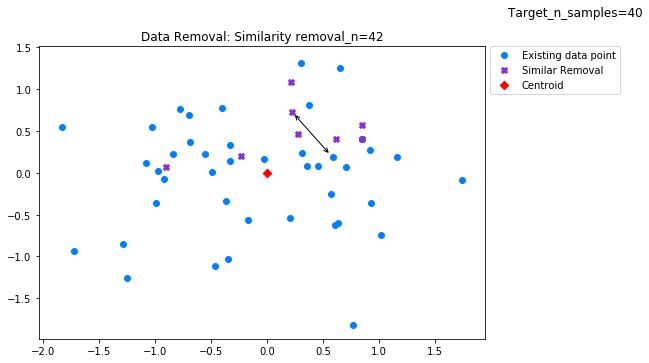 Target_n_samples=40
Data Removal: Similarity removal_n=42
Existing data point
Similar Removal
Centroid
1.5
1.0
0.5
0.0
−0.5
−1.0
−1.5
−2.0 −1.5 −1.0 −0.5 0.0 0.5 1.0 1.5